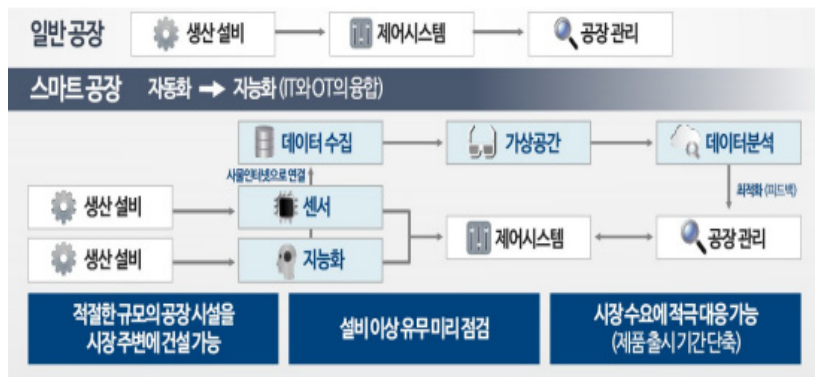 일반 공장
생산 설비
제어시스템
공장 관리
스마트 공장 자동화 → 지능화 (IT와 OT의 융합)
데이터 수집
가상공간
데이터분석
사물인터넷으로 연결
최적화 (피드백)
생산 설비
센서
생산 설비
지능화
제어시스템
공장 관리
적절한 규모의 공장 시설을
시장 주변에 건설 가능
설비 이상 유무 미리 점검
시장 수요에 적극 대응 가능
(제품 출시 기간 단축)